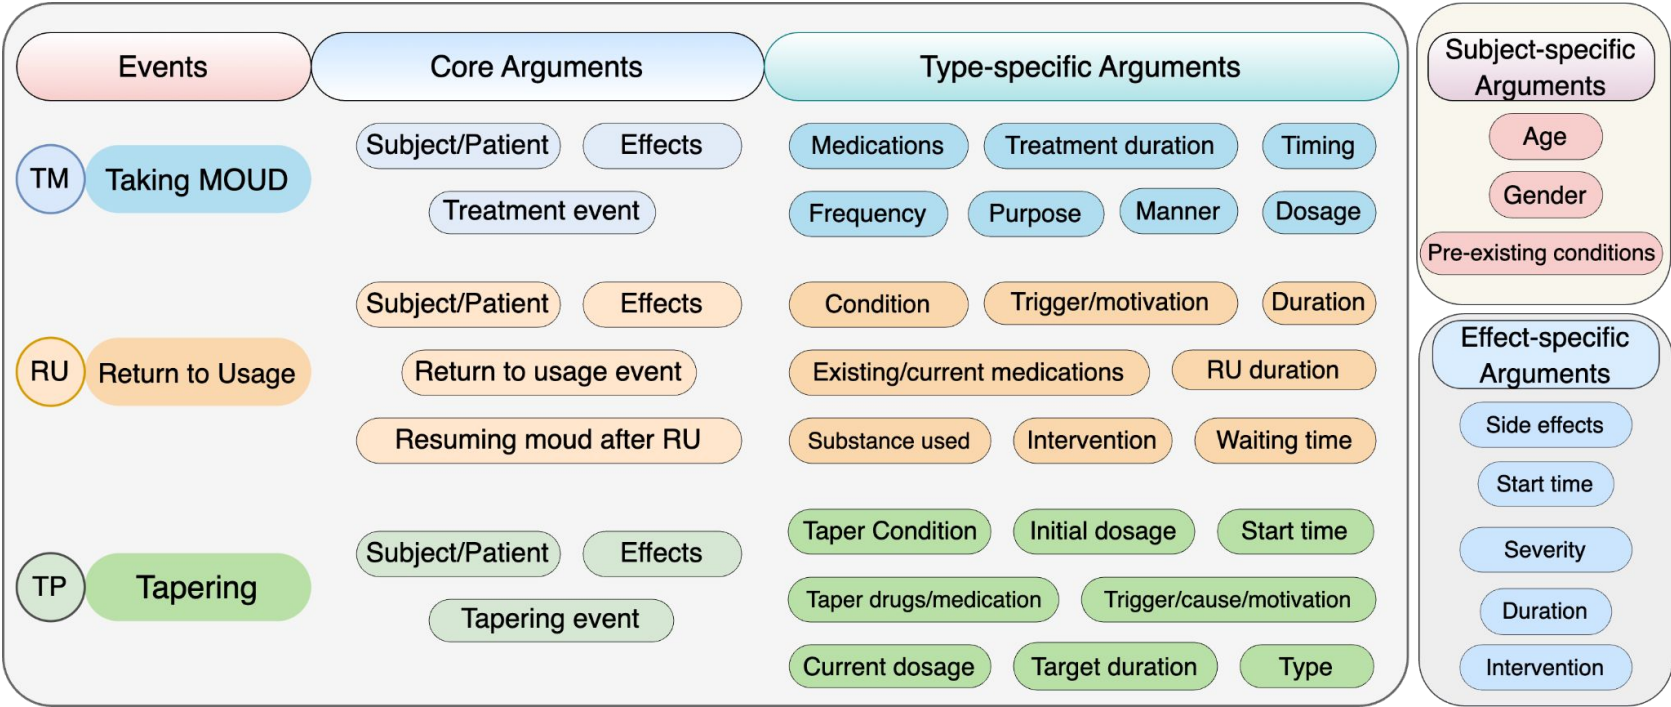 Events
Core Arguments
Type-specific Arguments
TM
Taking MOUD
Subject/Patient
Effects
Treatment event
Medications
Treatment duration
Timing
Frequency
Purpose
Manner
Dosage
RU
Return to Usage
Subject/Patient
Effects
Return to usage event
Resuming moud after RU
Condition
Trigger/motivation
Duration
Existing/current medications
RU duration
Substance used
Intervention
Waiting time
TP
Tapering
Subject/Patient
Effects
Tapering event
Taper Condition
Initial dosage
Start time
Taper drugs/medication
Trigger/cause/motivation
Current dosage
Target duration
Type
Subject-specific
Arguments
Age
Gender
Pre-existing conditions
Effect-specific
Arguments
Side effects
Start time
Severity
Duration
Intervention